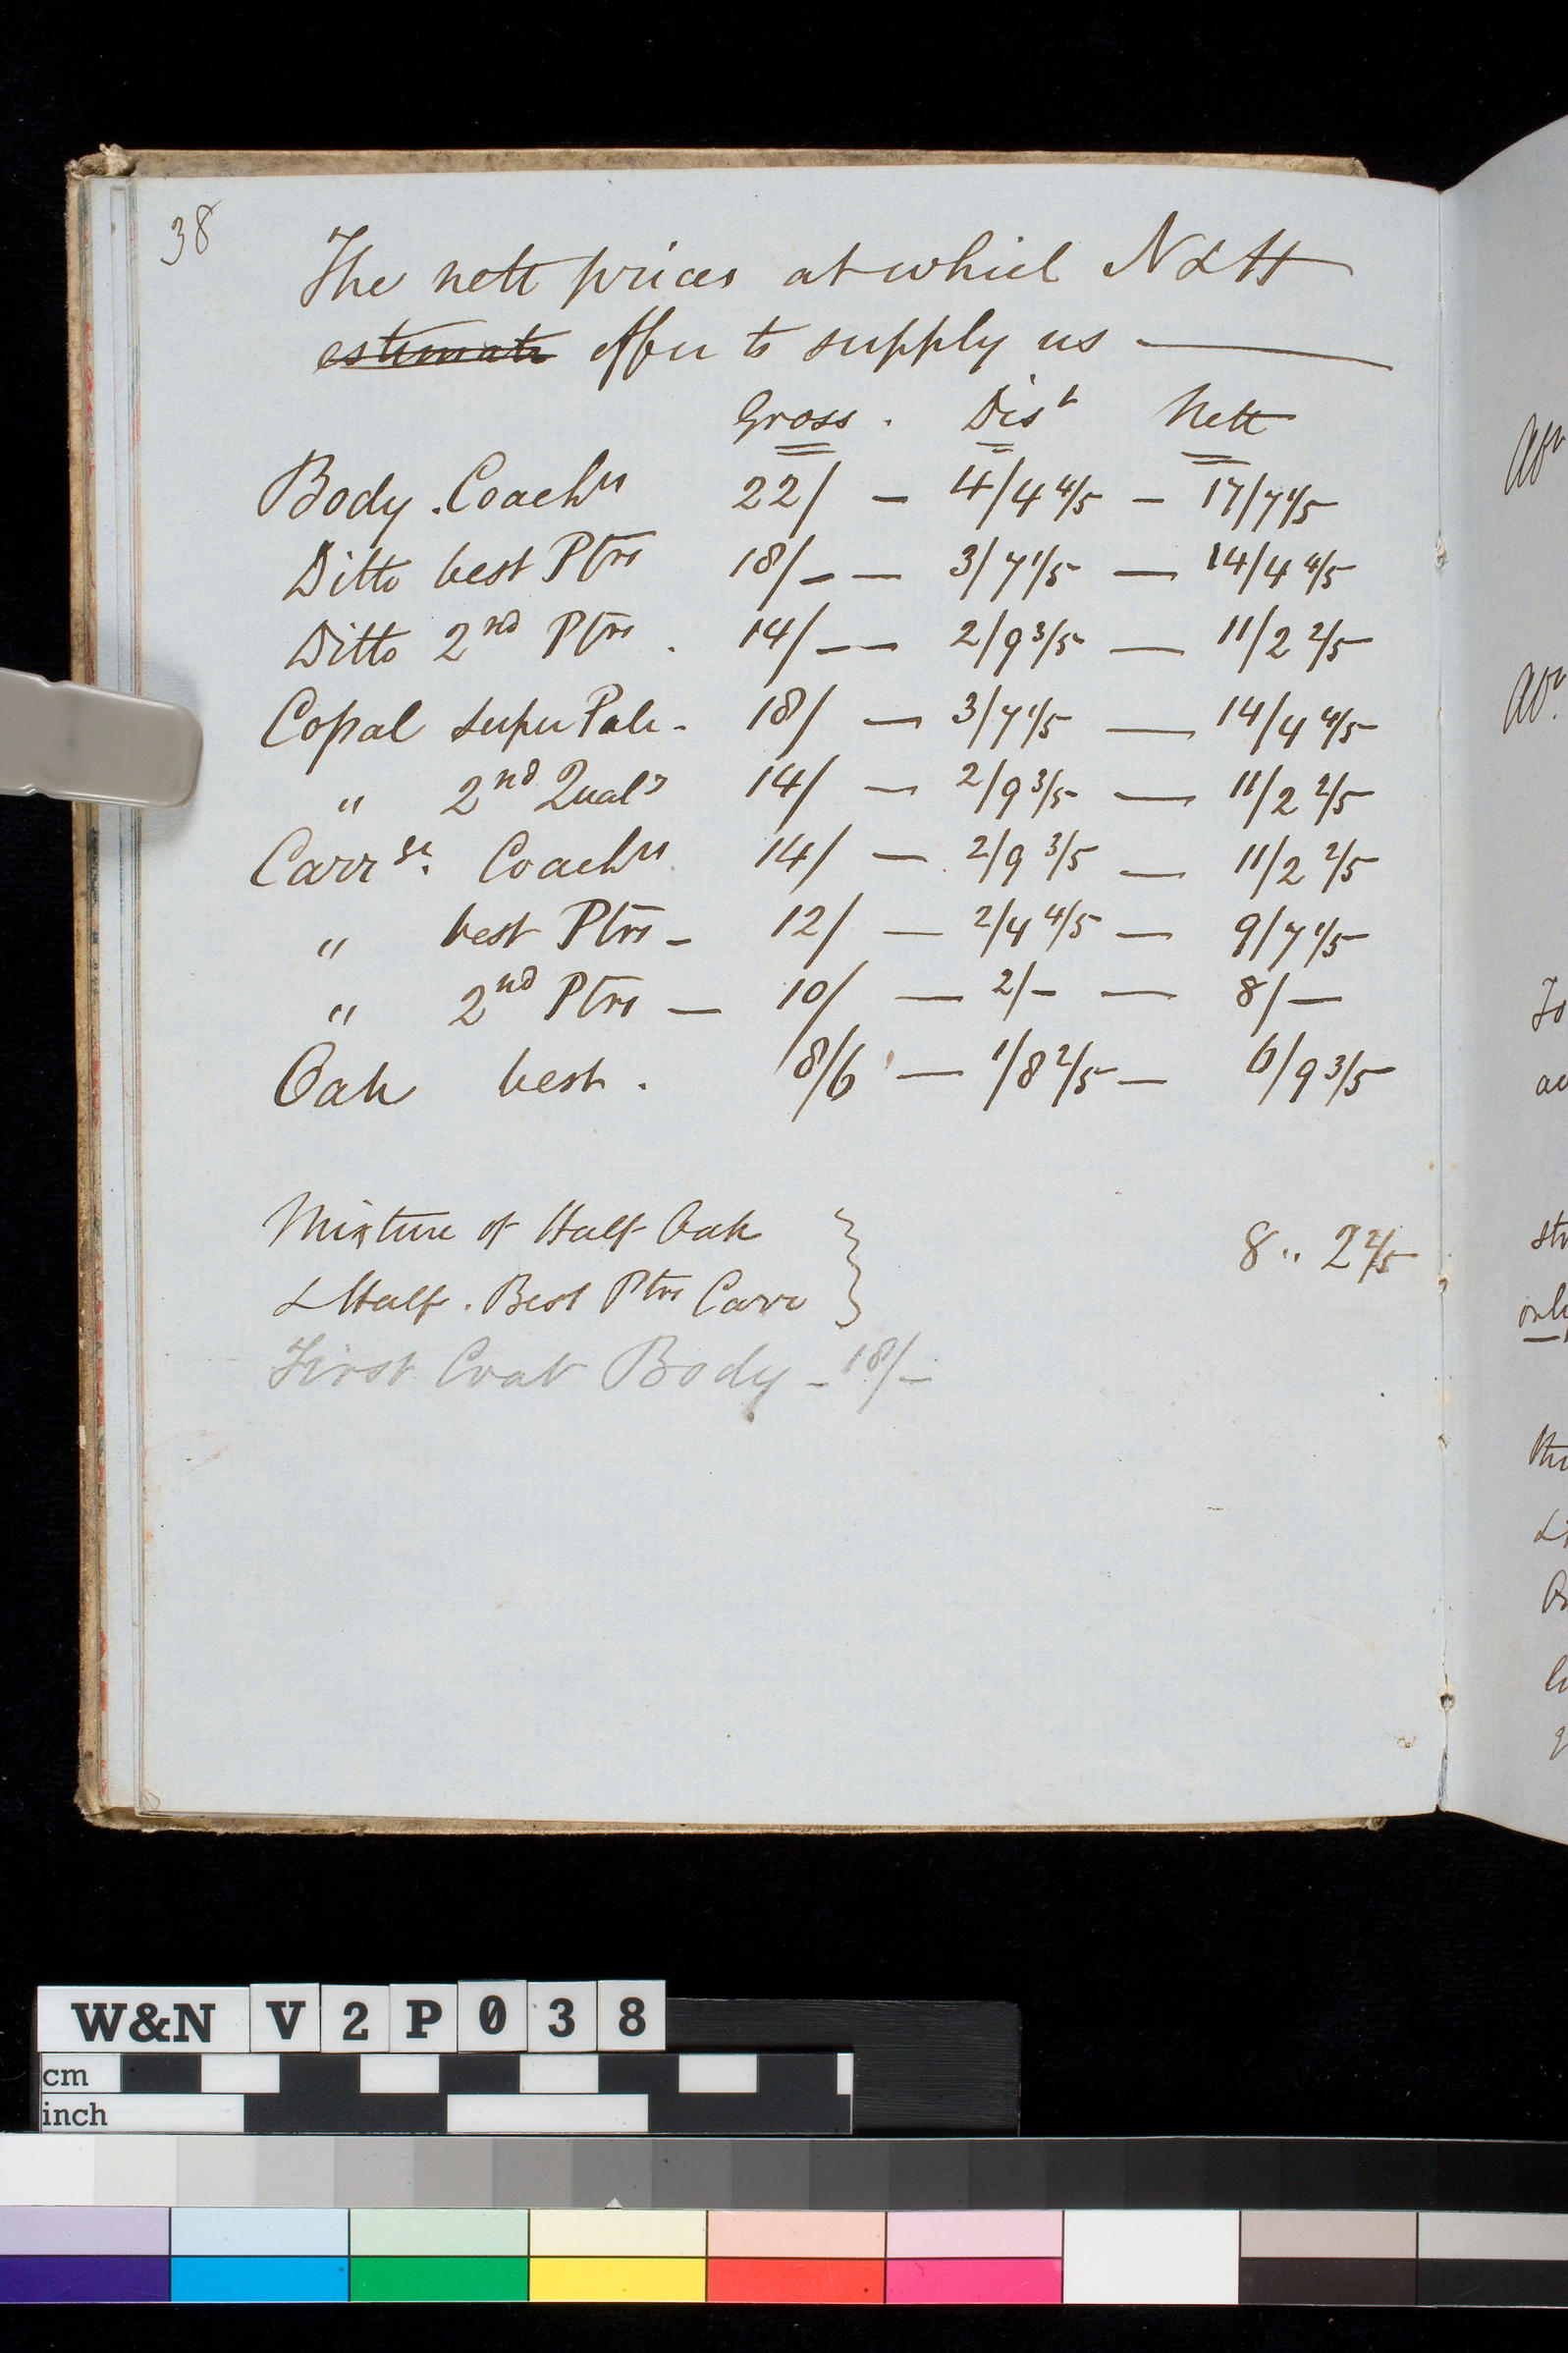 38
The nett prices at which N & H
estimate offer to supply us ———
Gross . Dis^t Nett
Body . Coach^rs 22/ — 4/4 4/5 — 17/7 1/5
Ditto best Ptrs 18/- — 3/7 1/5 — 14/4 4/5
Ditto 2^nd Ptrs . 14/- — 2/9 3/5 — 11/2 2/5
Copal super Pale - 18/ — 3/7 1/5 — 14/4 4/5
" 2^nd Qual^y 14/ — 2/9 3/5 — 11/2 2/5
Carr^ge. Coach^rs 14/ — 2/9 3/5 — 11/2 2/5
" best Ptrs - 12/ — 2/4 4/5 — 9/7 1/5
" 2^nd Ptrs — 10/ — 2/- — 8/—
Oak best . 8/6 — 1/8 2/5 — 6/9 3/5
Mixture of Half Oak
& Half . Best Ptrs Carr } 8 " 2 2/5
First Coat Body - 18/-
W&N V2P038
cm
inch